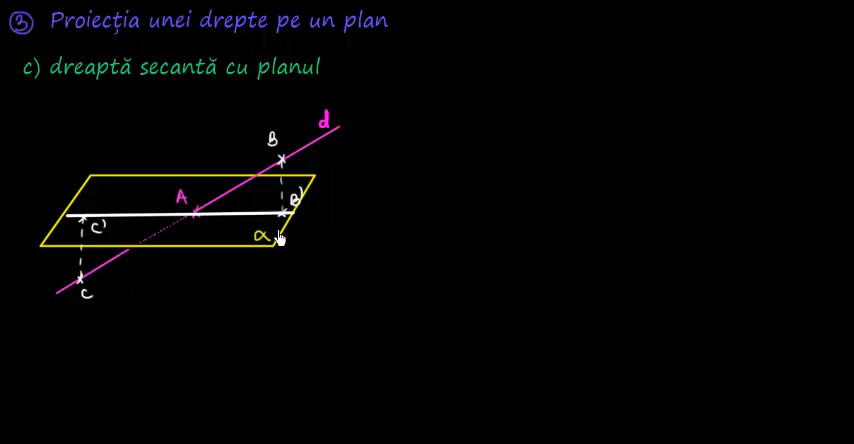 ③ Proiecția unei drepte pe un plan
c) dreaptă secantă cu planul
d
B
A
B'
C'
α
C